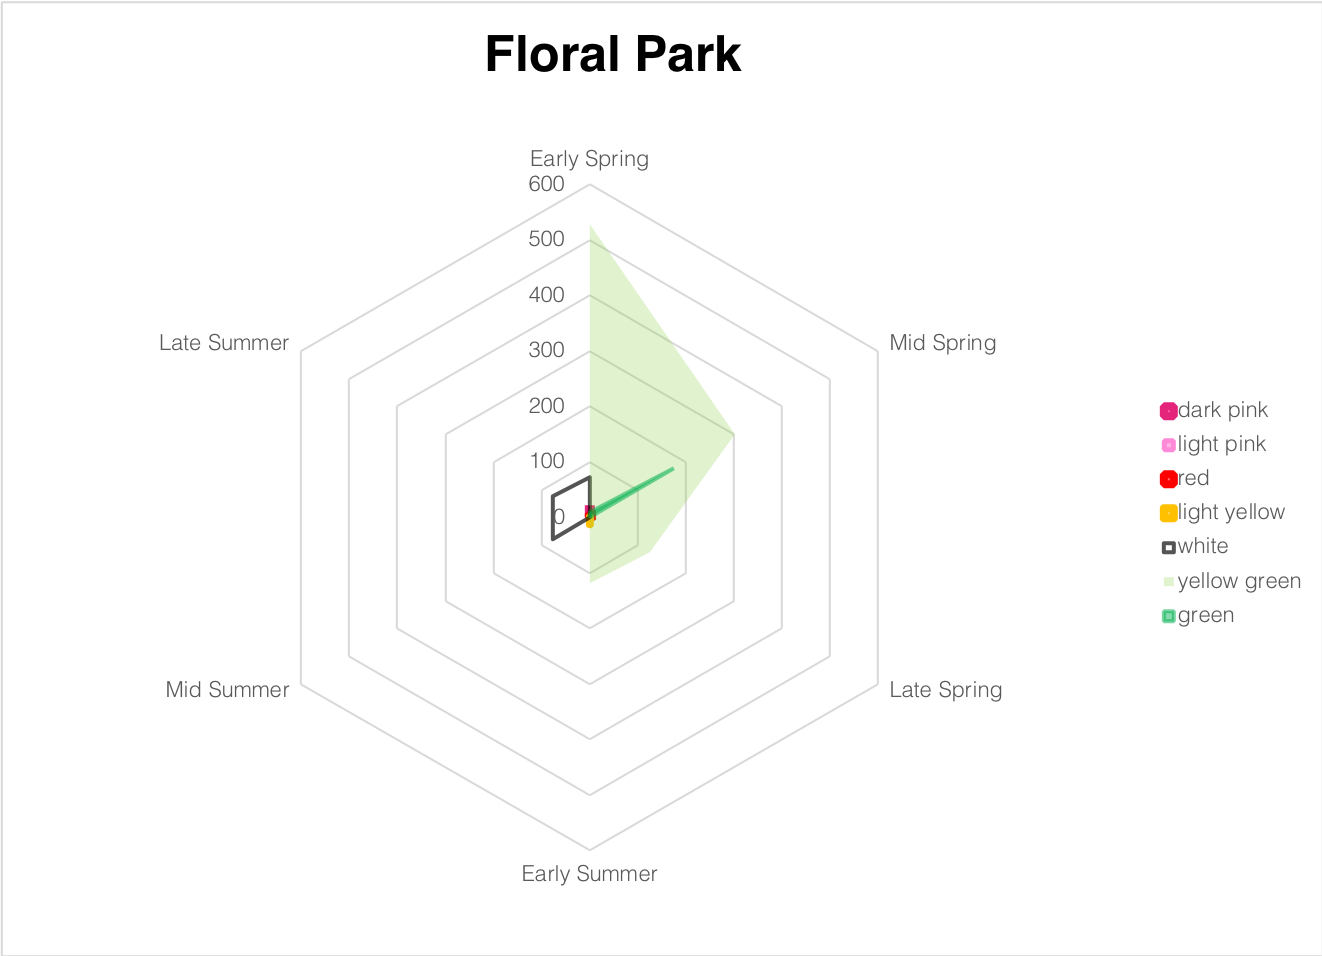 Floral Park
Early Spring
600
500
400
300
200
100
0
Late Summer
Mid Spring
Mid Summer
Late Spring
Early Summer
dark pink
light pink
red
light yellow
white
yellow green
green